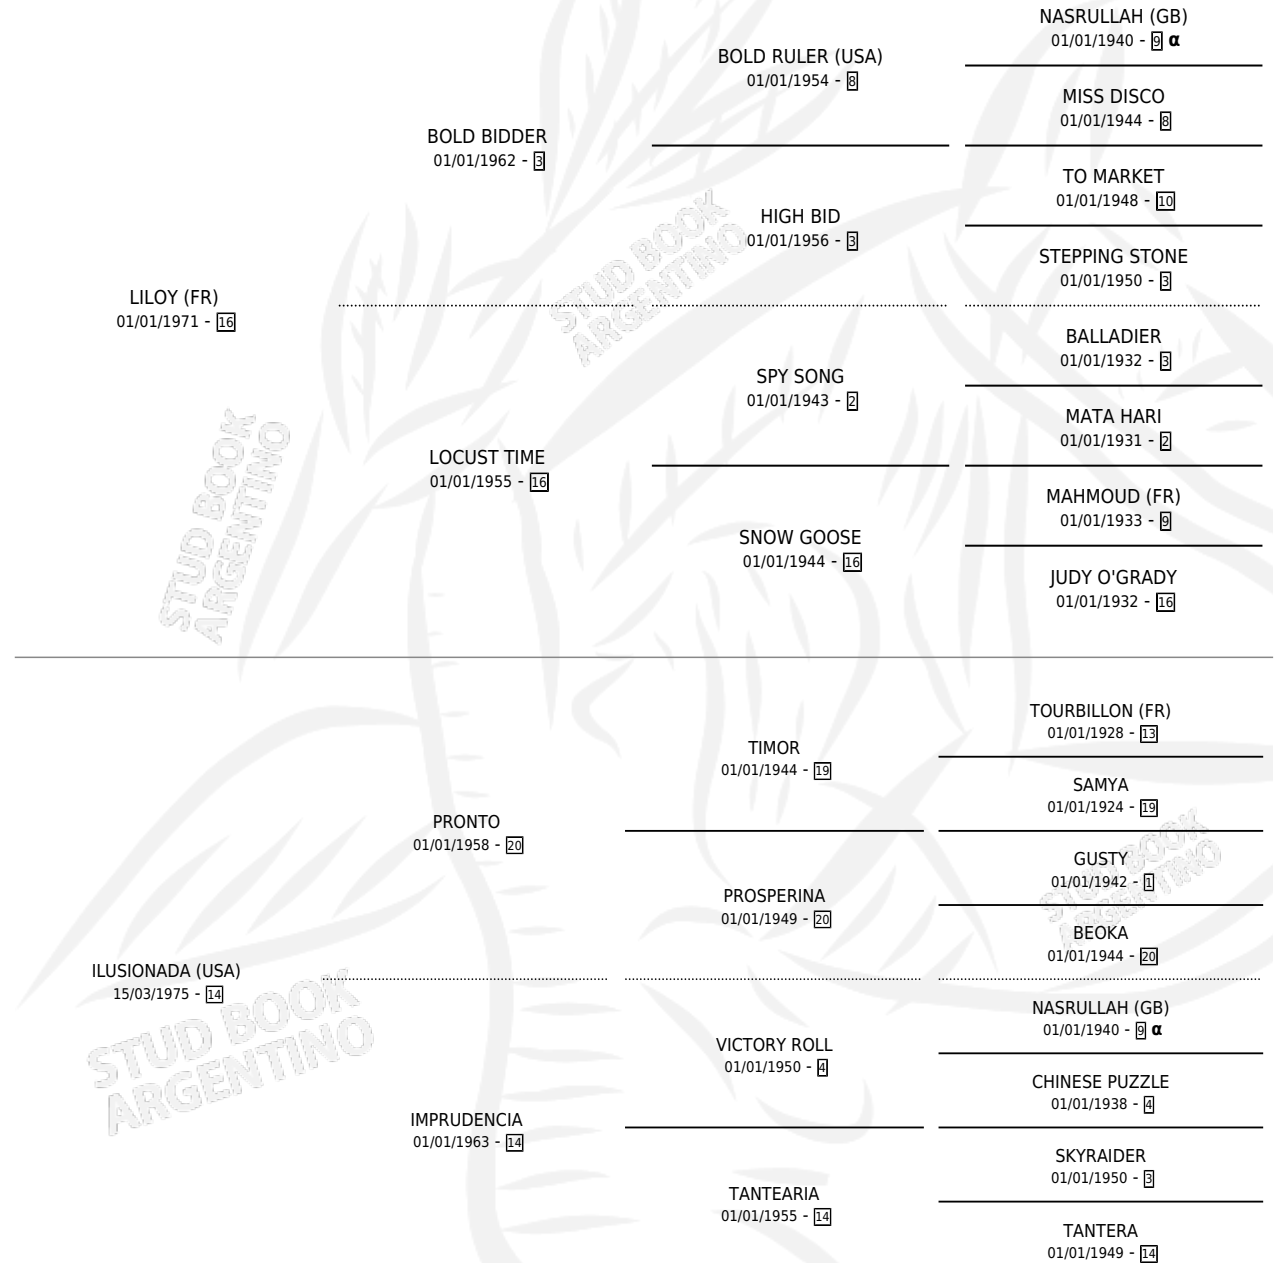 NASRULLAH (GB)
01/01/1940 - 9 α
BOLD RULER (USA)
01/01/1954 - 8
MISS DISCO
01/01/1944 - 8
BOLD BIDDER
01/01/1962 - 3
TO MARKET
01/01/1948 - 10
HIGH BID
01/01/1956 - 3
STEPPING STONE
01/01/1950 - 3
LILOY (FR)
01/01/1971 - 16
BALLADIER
01/01/1932 - 3
SPY SONG
01/01/1943 - 2
MATA HARI
01/01/1931 - 2
LOCUST TIME
01/01/1955 - 16
MAHMOUD (FR)
01/01/1933 - 9
SNOW GOOSE
01/01/1944 - 16
JUDY O'GRADY
01/01/1932 - 16
TOURBILLON (FR)
01/01/1928 - 13
TIMOR
01/01/1944 - 19
SAMYA
01/01/1924 - 19
PRONTO
01/01/1958 - 20
GUSTY
01/01/1942 - 1
PROSPERINA
01/01/1949 - 20
BEOKA
01/01/1944 - 20
ILUSIONADA (USA)
15/03/1975 - 14
NASRULLAH (GB)
01/01/1940 - 9 α
VICTORY ROLL
01/01/1950 - 4
CHINESE PUZZLE
01/01/1938 - 4
IMPRUDENCIA
01/01/1963 - 14
SKYRAIDER
01/01/1950 - 3
TANTEARIA
01/01/1955 - 14
TANTERA
01/01/1949 - 14
STUD BOOK
ARGENTINO
STUD BOOK
ARGENTINO
STUD BOOK
ARGENTINO
STUD BOOK
ARGENTINO